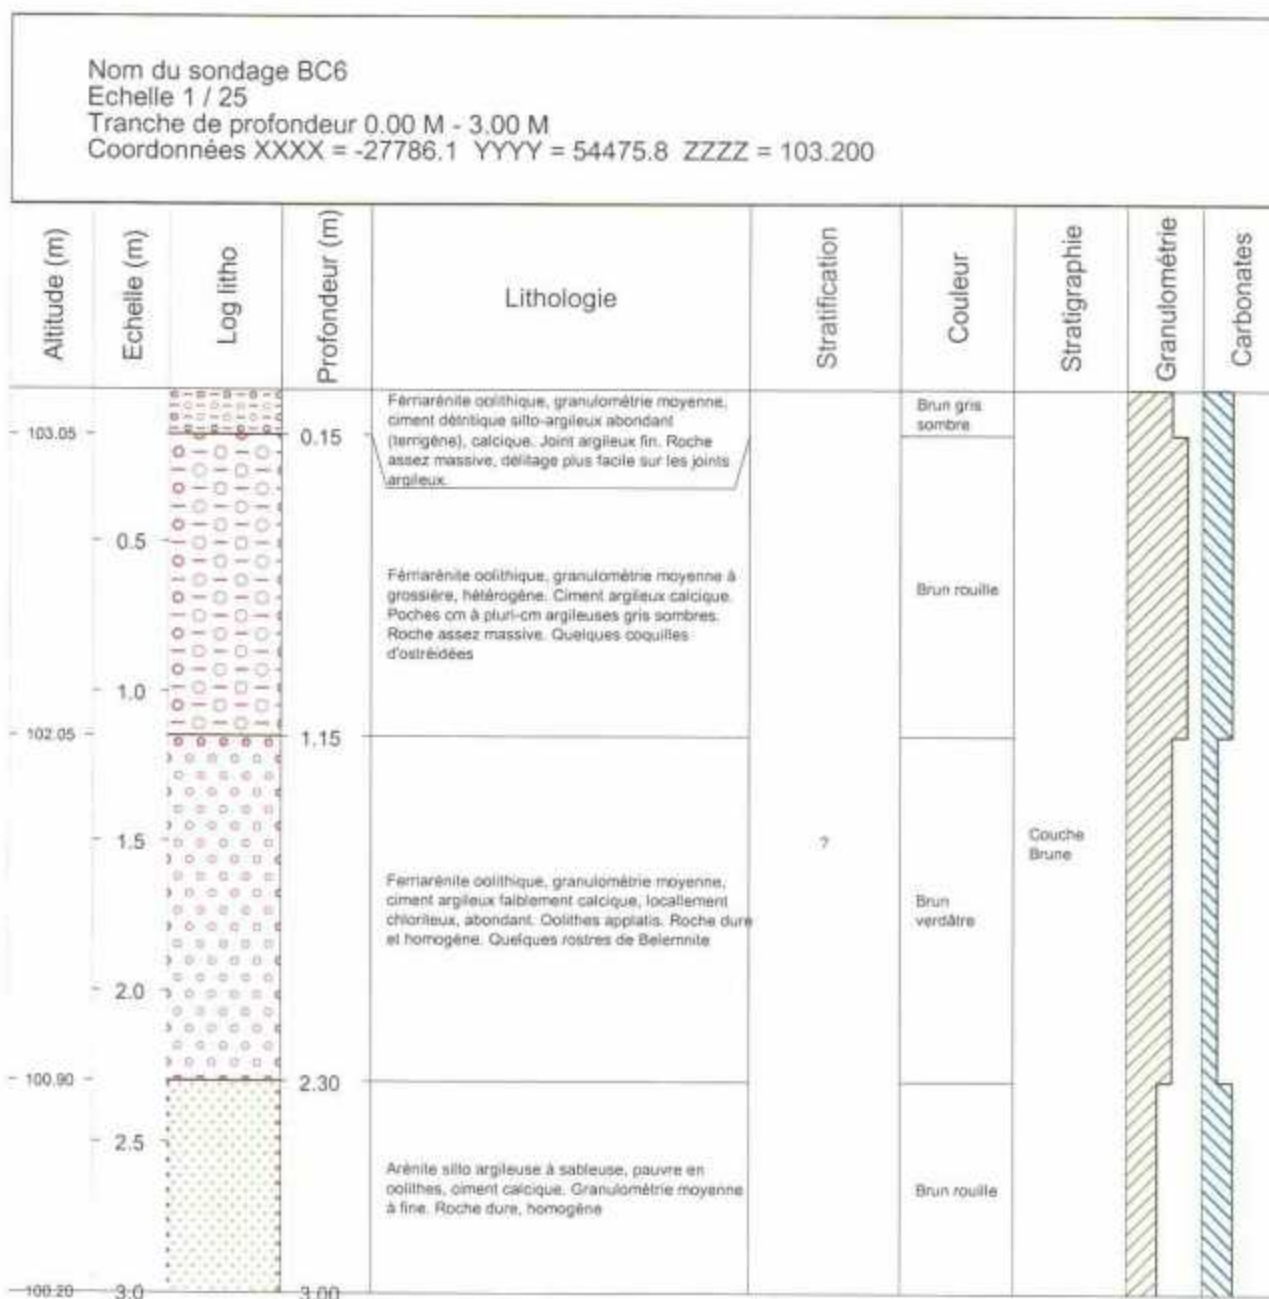 Nom du sondage BC6
Echelle 1 / 25
Tranche de profondeur 0.00 M - 3.00 M
Coordonnées XXXX = -27786.1 YYYY = 54475.8 ZZZZ = 103.200
Altitude (m)
Echelle (m)
Log litho
Profondeur (m)
Lithologie
Stratification
Couleur
Stratigraphie
Granulométrie
Carbonates
Ferriarénite oolithique, granulométrie moyenne,
ciment détritique silto-argileux abondant
(terrigène), calcique. Joint argileux fin. Roche
assez massive, délitage plus facile sur les joints
argileux.
Brun gris
sombre
103.05
0.15
0.5
Ferriarénite oolithique, granulométrie moyenne à
grossière, hétérogène. Ciment argileux calcique.
Poches cm à pluri-cm argileuses gris sombres.
Roche assez massive. Quelques coquilles
d'ostréidées
Brun rouille
1.0
102.05
1.15
1.5
?
Couche
Brune
Ferriarénite oolithique, granulométrie moyenne,
ciment argileux faiblement calcique, locallement
chloriteux, abondant. Oolithes applatis. Roche dure
et homogène. Quelques rostres de Belemnite
Brun
verdâtre
2.0
100.90
2.30
2.5
Arénite silto argileuse à sableuse, pauvre en
oolithes, ciment calcique. Granulométrie moyenne
à fine. Roche dure, homogène
Brun rouille
100.20
3.0
3.00